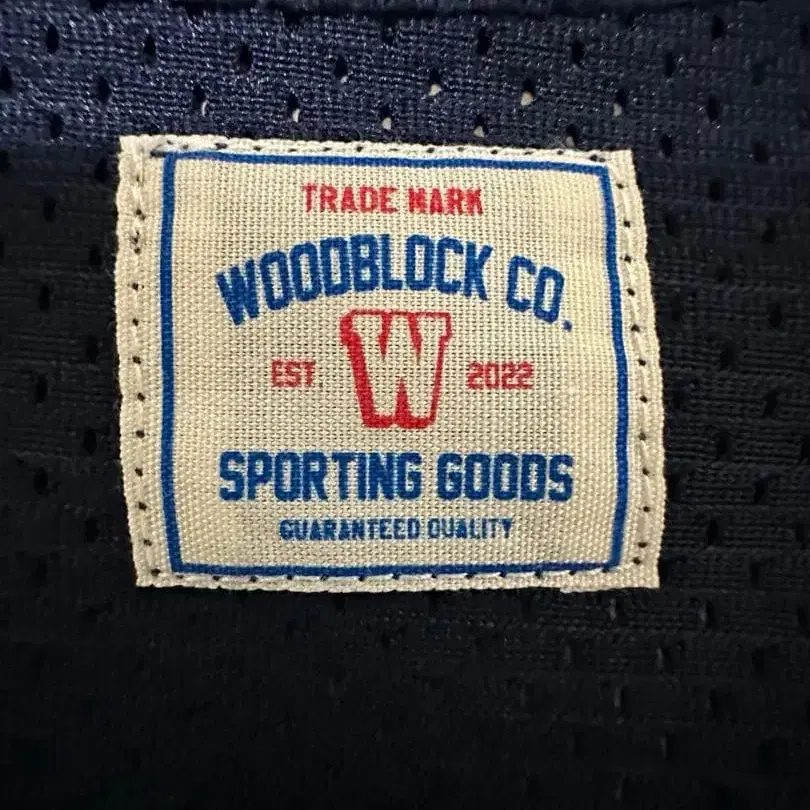 TRADE MARK
WOODBLOCK CO.
W
EST 2022
SPORTING GOODS
GUARANTEED QUALITY